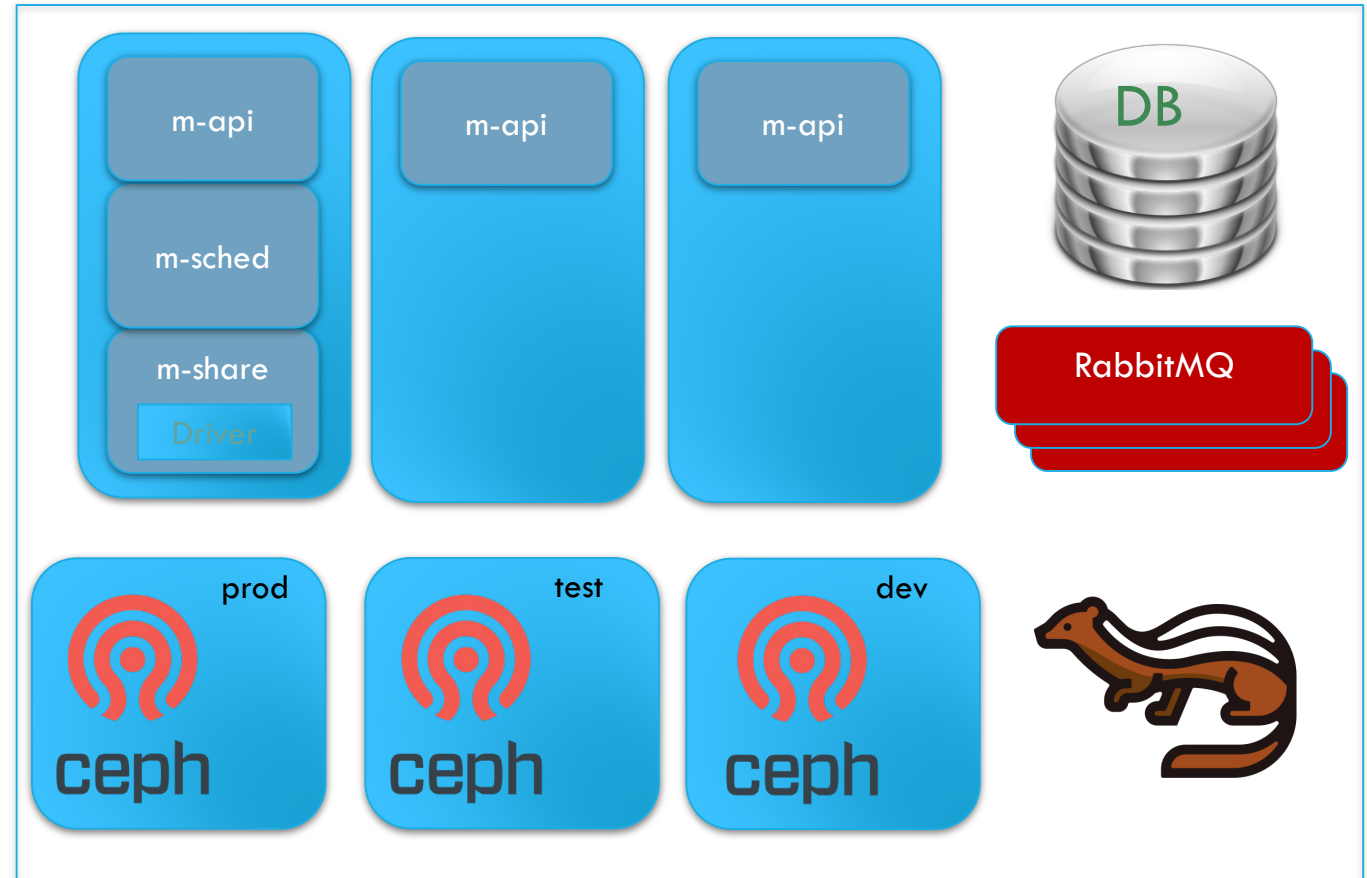 m-api
m-sched
m-share
Driver
m-api
m-api
DB
RabbitMQ
prod
ceph
test
ceph
dev
ceph